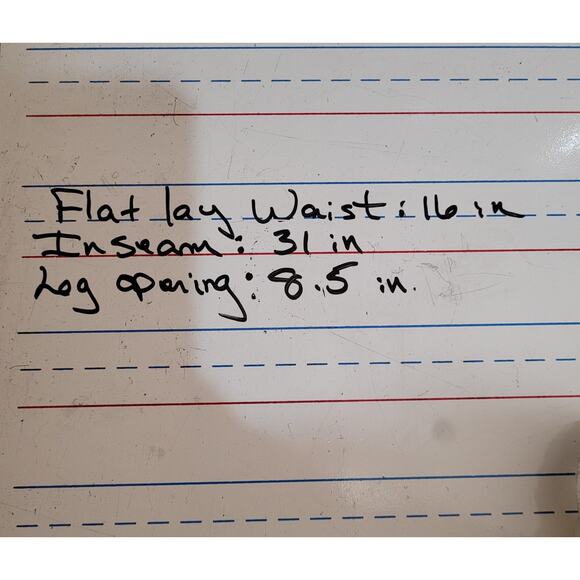 Flat lay Waist: 16 in
Inseam: 31 in
Leg opening: 8.5 in.